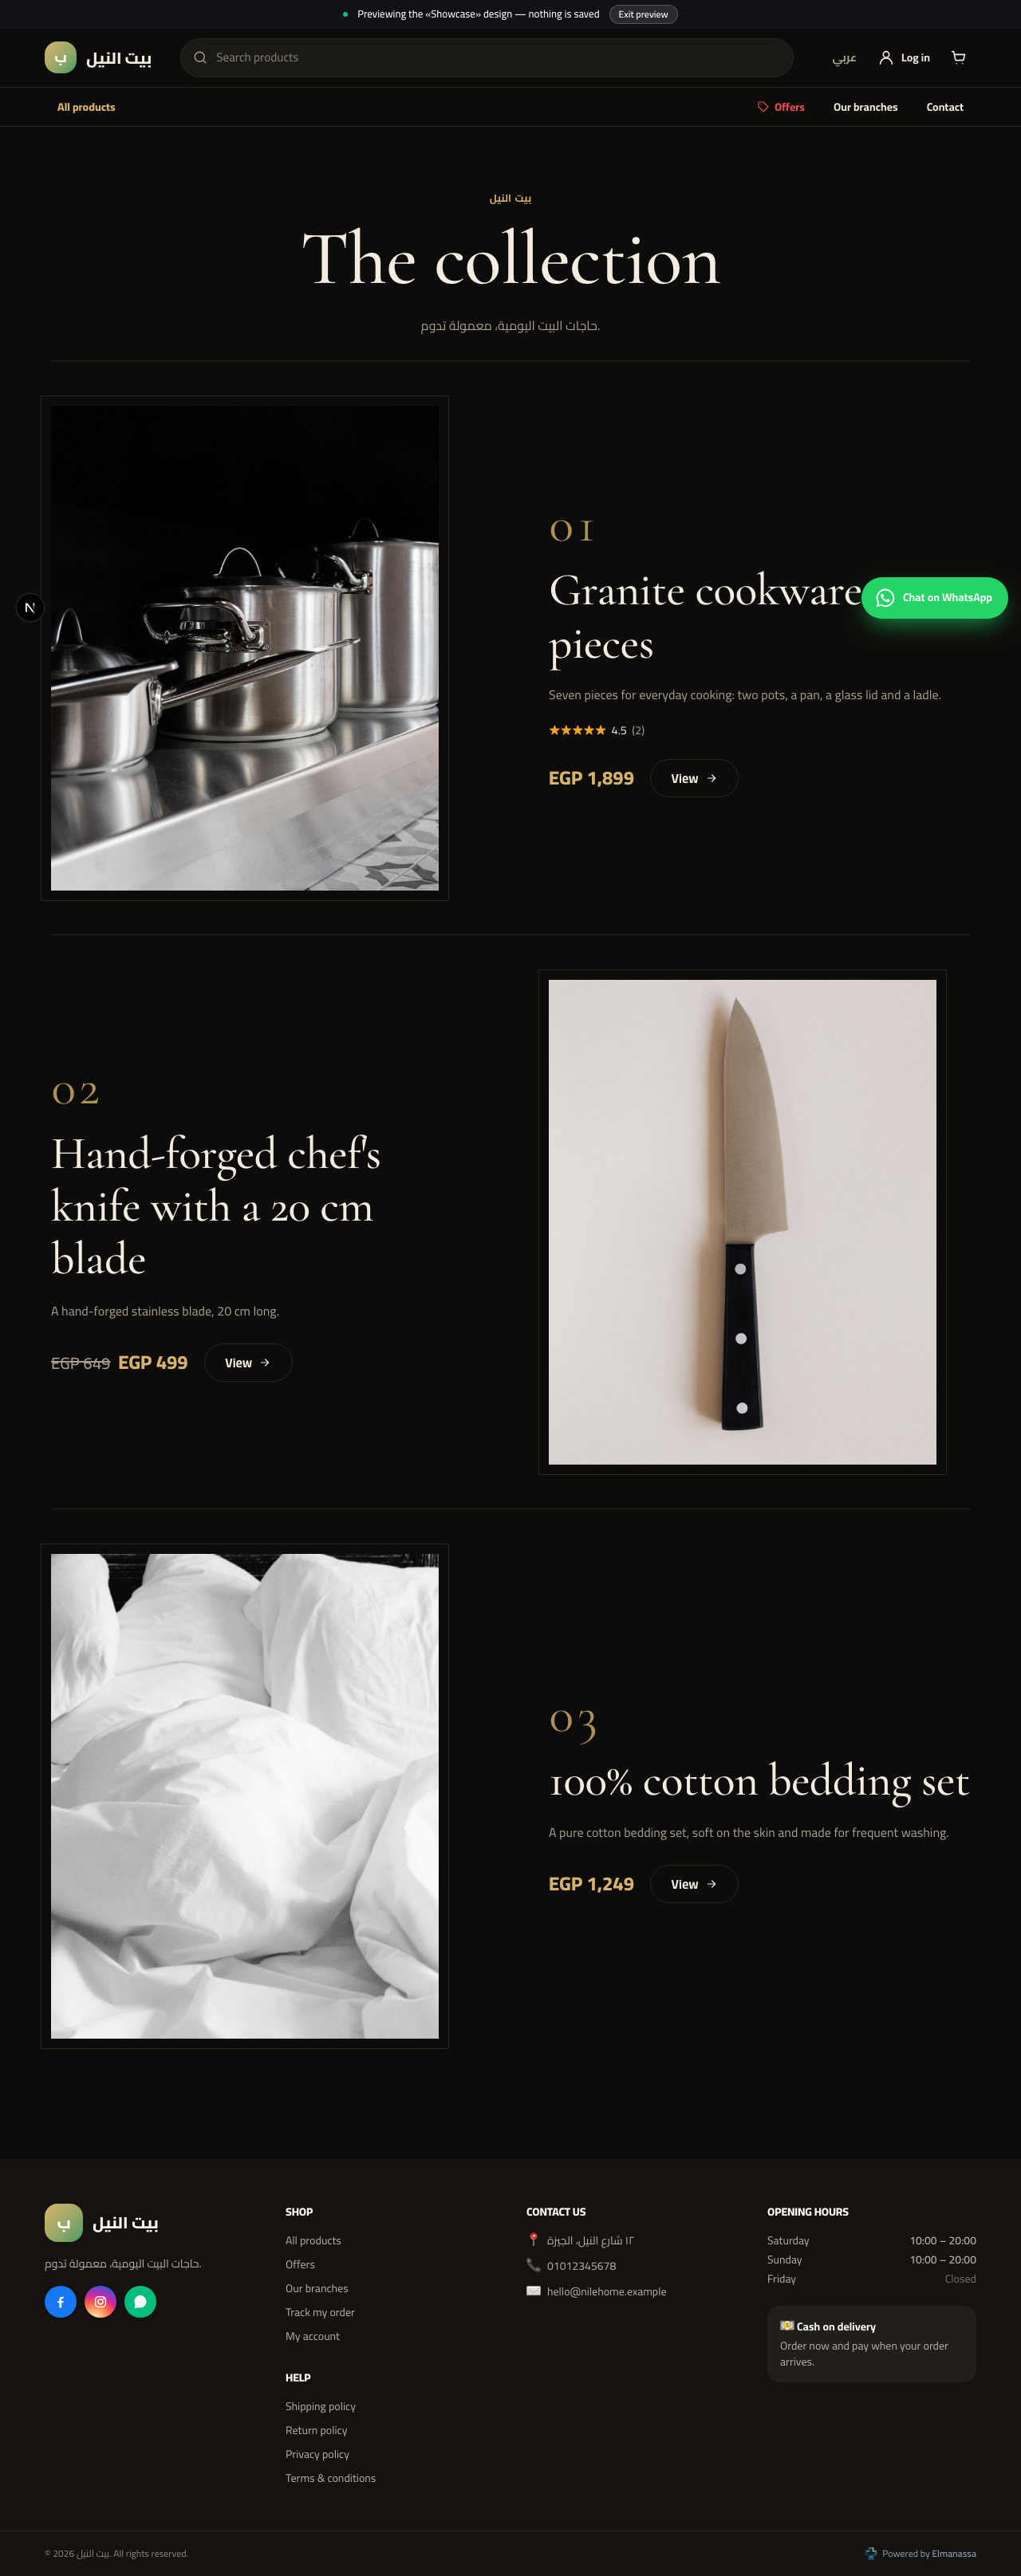 Previewing the «Showcase» design — nothing is saved Exit preview
ب بيت النيل Search products عربي Log in
All products Offers Our branches Contact
بيت النيل
The collection
حاجات البيت اليومية، معمولة تدوم.
01
Granite cookware
pieces
Chat on WhatsApp
Seven pieces for everyday cooking: two pots, a pan, a glass lid and a ladle.
4.5 (2)
EGP 1,899 View
02
Hand-forged chef's
knife with a 20 cm
blade
A hand-forged stainless blade, 20 cm long.
EGP 649 EGP 499 View
03
100% cotton bedding set
A pure cotton bedding set, soft on the skin and made for frequent washing.
EGP 1,249 View
ب بيت النيل
حاجات البيت اليومية، معمولة تدوم.
SHOP
All products
Offers
Our branches
Track my order
My account
HELP
Shipping policy
Return policy
Privacy policy
Terms & conditions
CONTACT US
١٢ شارع النيل، الجيزة
01012345678
hello@nilehome.example
OPENING HOURS
Saturday 10:00 – 20:00
Sunday 10:00 – 20:00
Friday Closed
Cash on delivery
Order now and pay when your order
arrives.
© 2026 بيت النيل. All rights reserved.
Powered by Elmanassa